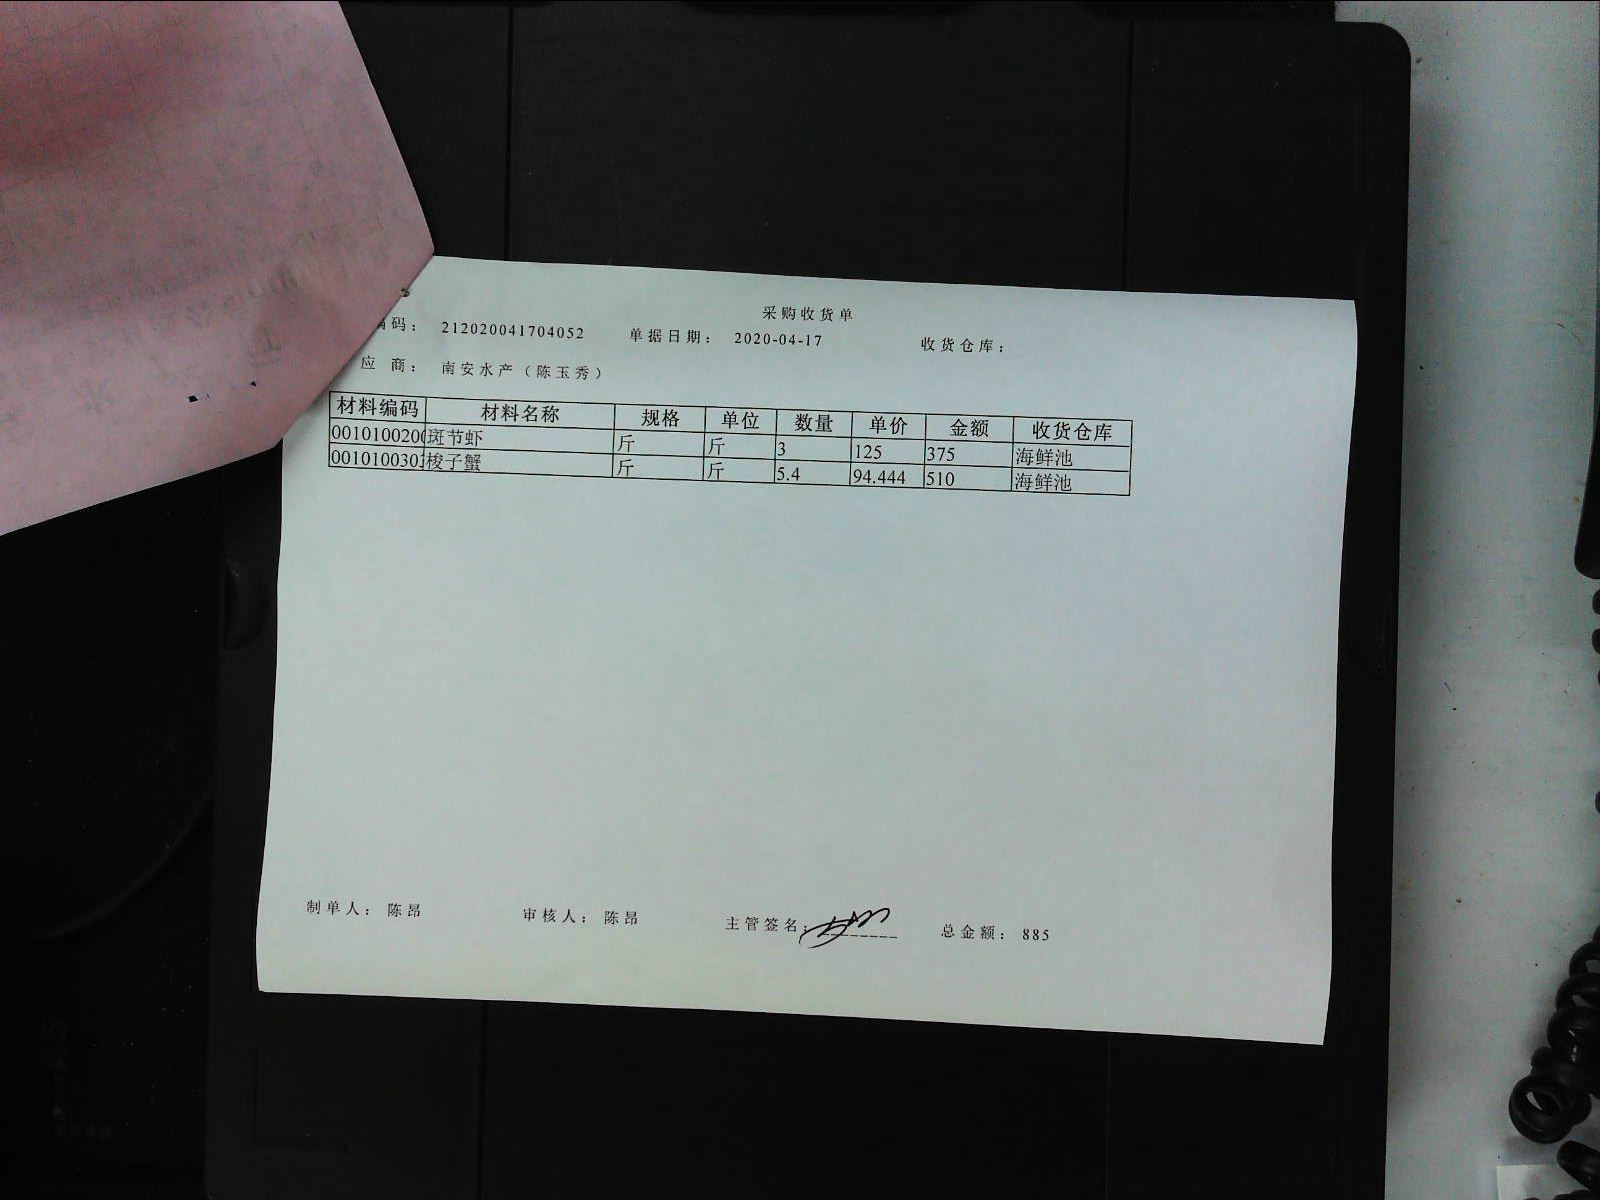 采购收货单
编码： 212020041704052 单据日期： 2020-04-17 收货仓库：
应 商： 南安水产（陈玉秀）
材料编码 材料名称 规格 单位 数量 单价 金额 收货仓库
0010100200 斑节虾 斤 斤 3 125 375 海鲜池
001010030 梭子蟹 斤 斤 5.4 94.444 510 海鲜池
制单人： 陈昂 审核人： 陈昂 主管签名： 总金额： 885